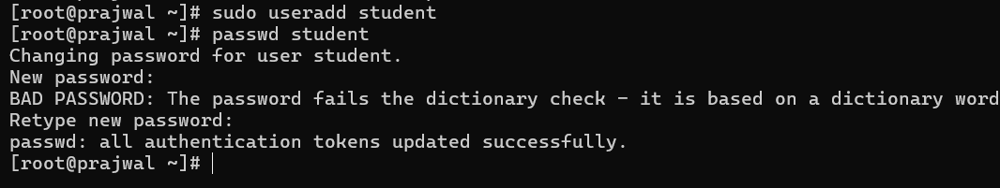 [root@prajwal ~]# sudo useradd student
[root@prajwal ~]# passwd student
Changing password for user student.
New password:
BAD PASSWORD: The password fails the dictionary check - it is based on a dictionary word
Retype new password:
passwd: all authentication tokens updated successfully.
[root@prajwal ~]#